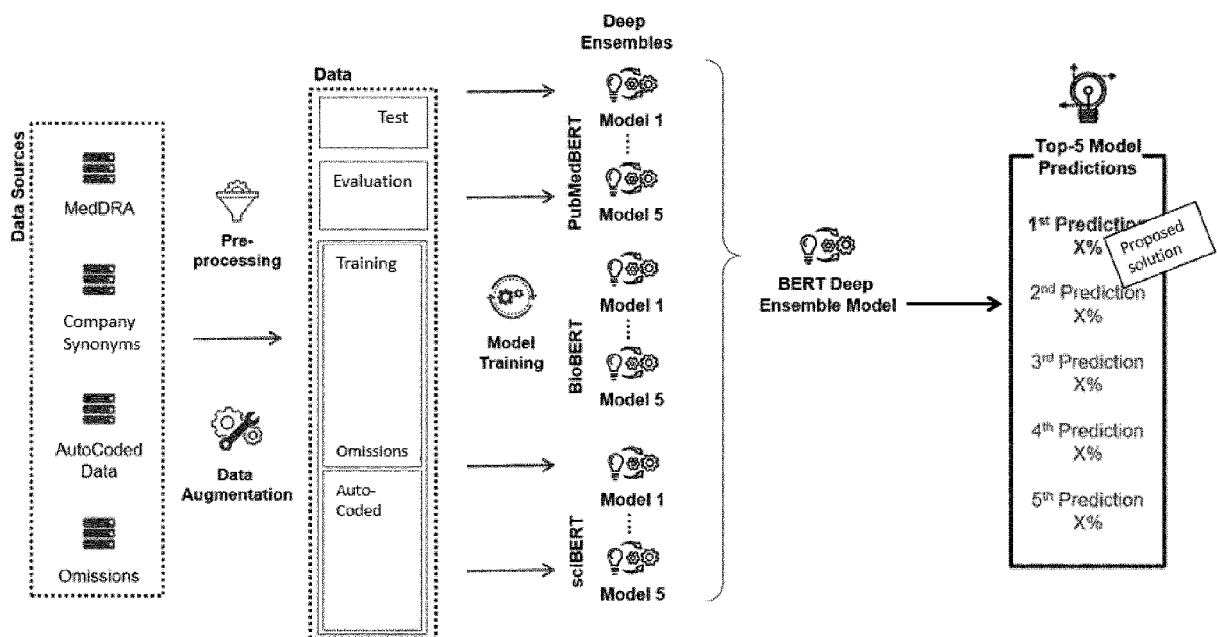 Data Sources
MedDRA
Company
Synonyms
AutoCoded
Data
Omissions
Pre-
processing
Data
Augmentation
Data
Test
Evaluation
Training
Omissions
Auto-
Coded
Model
Training
Deep
Ensembles
PubMedBERT
Model 1
Model 5
BioBERT
Model 1
Model 5
sciBERT
Model 1
Model 5
BERT Deep
Ensemble Model
Top-5 Model
Predictions
1st Prediction
X%
Proposed
solution
2nd Prediction
X%
3rd Prediction
X%
4th Prediction
X%
5th Prediction
X%